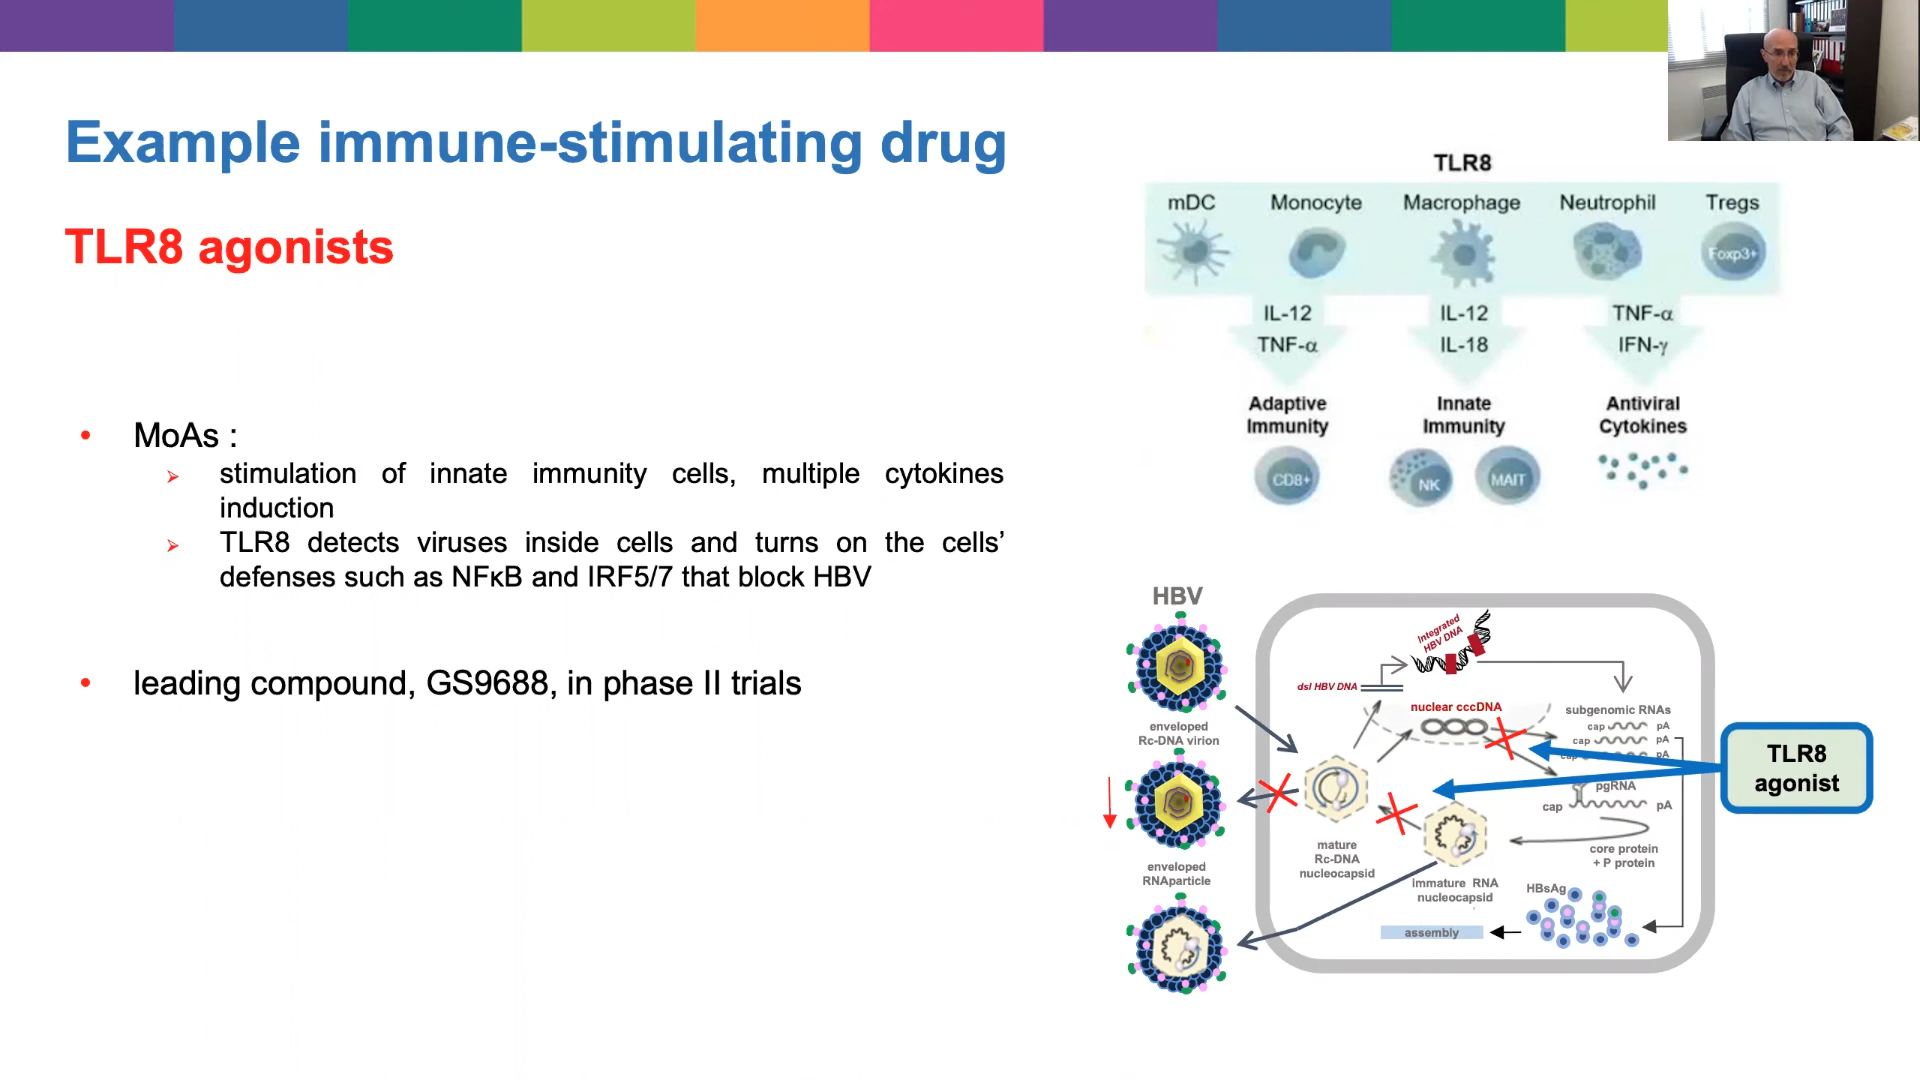 Example immune-stimulating drug
TLR8 agonists
• MoAs :
➢ stimulation of innate immunity cells, multiple cytokines
induction
➢ TLR8 detects viruses inside cells and turns on the cells’
defenses such as NFκB and IRF5/7 that block HBV
• leading compound, GS9688, in phase II trials
TLR8
mDC Monocyte Macrophage Neutrophil Tregs
Foxp3+
IL-12 IL-12 TNF-α
TNF-α IL-18 IFN-γ
Adaptive Innate Antiviral
Immunity Immunity Cytokines
CD8+ NK MAIT
HBV
Integrated
HBV DNA
dsl HBV DNA
nuclear cccDNA
subgenomic RNAs
cap pA
cap pA
cap pA
enveloped
Rc-DNA virion
TLR8
agonist
pgRNA
cap pA
mature
Rc-DNA
nucleocapsid
core protein
+ P protein
enveloped
RNAparticle
immature RNA
nucleocapsid
HBsAg
assembly